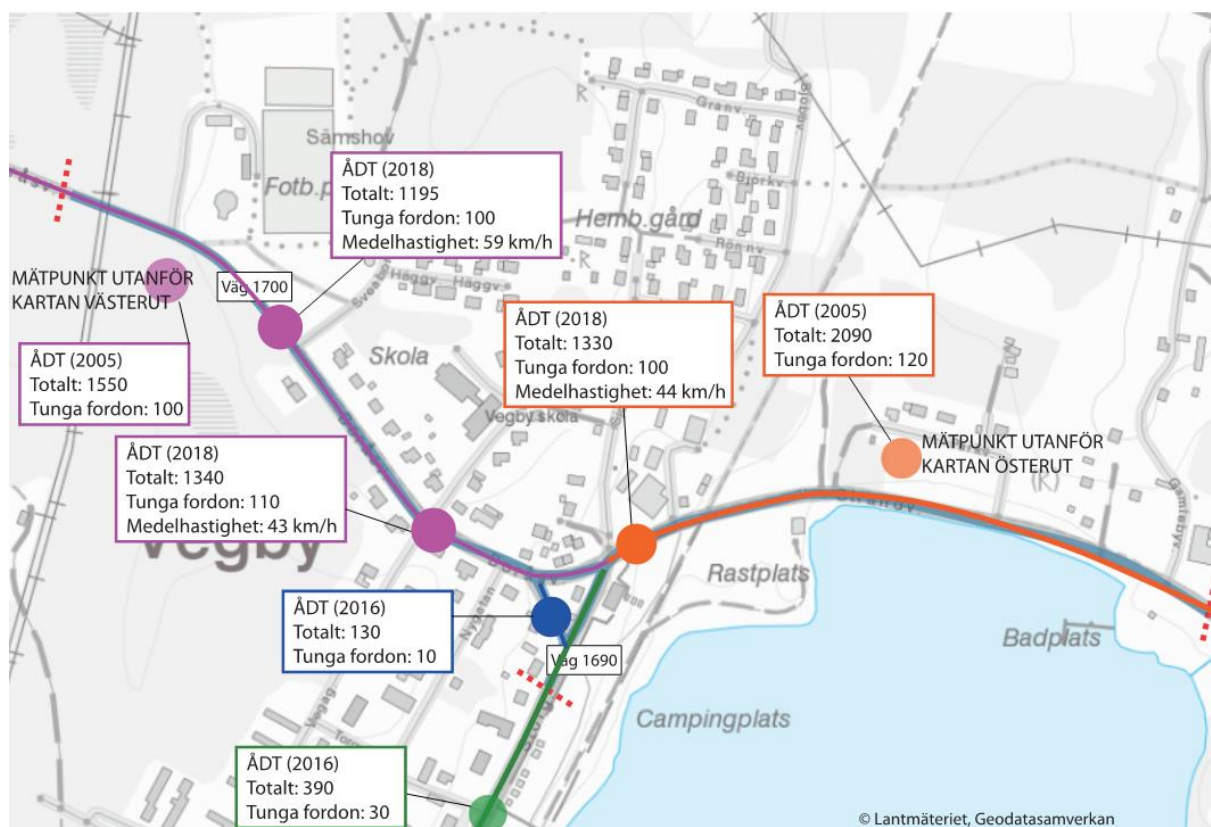 Sämshov
Fotb.p
Granv.
Björkv.
Hemb.gård
Rönnv.
ÅDT (2018)
Totalt: 1195
Tunga fordon: 100
Medelhastighet: 59 km/h
MÄTPUNKT UTANFÖR
KARTAN VÄSTERUT
Väg 1700
Häggv.
Häggv.
ÅDT (2005)
Totalt: 1550
Tunga fordon: 100
Skola
Vegby skola
ÅDT (2018)
Totalt: 1330
Tunga fordon: 100
Medelhastighet: 44 km/h
ÅDT (2005)
Totalt: 2090
Tunga fordon: 120
MÄTPUNKT UTANFÖR
KARTAN ÖSTERUT
(R)
Strandv.
Gamlebyv.
ÅDT (2018)
Totalt: 1340
Tunga fordon: 110
Medelhastighet: 43 km/h
Vegby
Nygatan
Rastplats
Badplats
ÅDT (2016)
Totalt: 130
Tunga fordon: 10
Väg 1690
Campingplats
ÅDT (2016)
Totalt: 390
Tunga fordon: 30
© Lantmäteriet, Geodatasamverkan